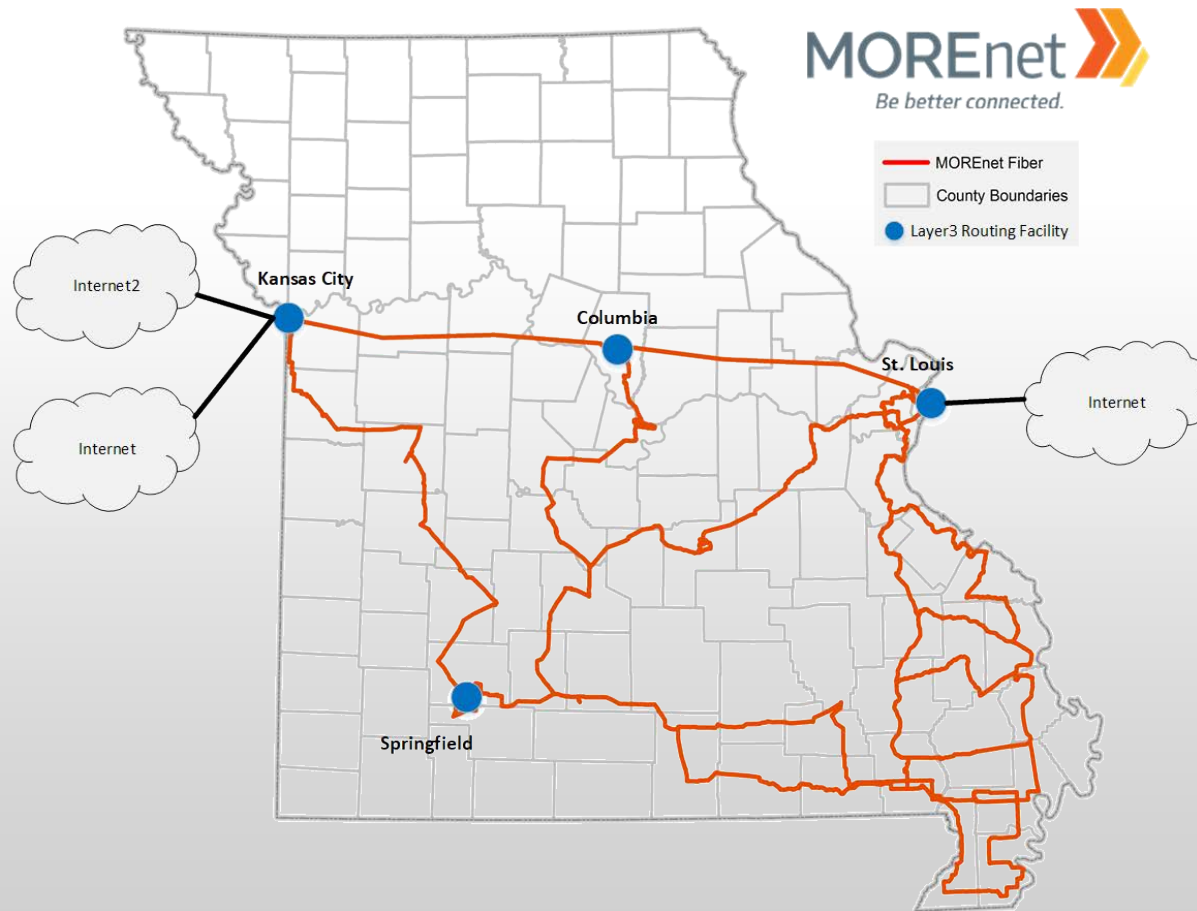 MOREnet
Be better connected.
MOREnet Fiber
County Boundaries
Layer3 Routing Facility
Internet2
Kansas City
Columbia
St. Louis
Internet
Internet
Springfield